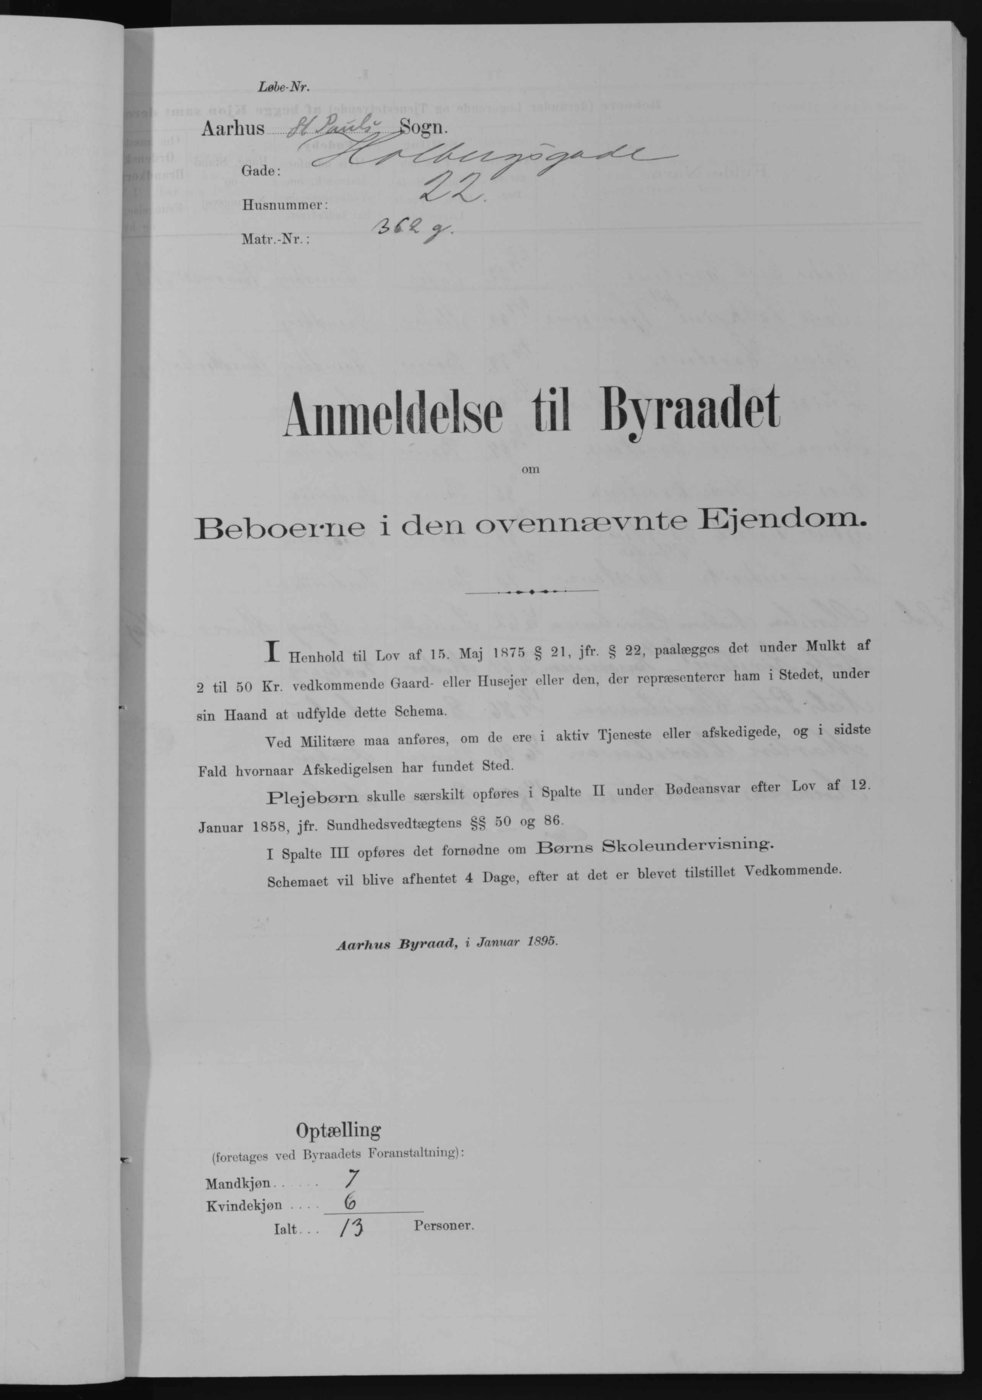 Løbe-Nr.
Aarhus St Pauls Sogn.
Gade: Holbergsgade
Husnummer: 22.
Matr.-Nr.: 362 g.
Anmeldelse til Byraadet
om
Beboerne i den ovennævnte Ejendom.
I Henhold til Lov af 15. Maj 1875 § 21, jfr. § 22, paalægges det under Mulkt af
2 til 50 Kr. vedkommende Gaard- eller Husejer eller den, der repræsenterer ham i Stedet, under
sin Haand at udfylde dette Schema.
Ved Militære maa anføres, om de ere i aktiv Tjeneste eller afskedigede, og i sidste
Fald hvornaar Afskedigelsen har fundet Sted.
Plejebørn skulle særskilt opføres i Spalte II under Bødeansvar efter Lov af 12.
Januar 1858, jfr. Sundhedsvedtægtens §§ 50 og 86.
I Spalte III opføres det fornødne om Børns Skoleundervisning.
Schemaet vil blive afhentet 4 Dage, efter at det er blevet tilstillet Vedkommende.
Aarhus Byraad, i Januar 1895.
Optælling
(foretages ved Byraadets Foranstaltning):
Mandkjøn...... 7
Kvindekjøn .... 6
Ialt... 13 Personer.